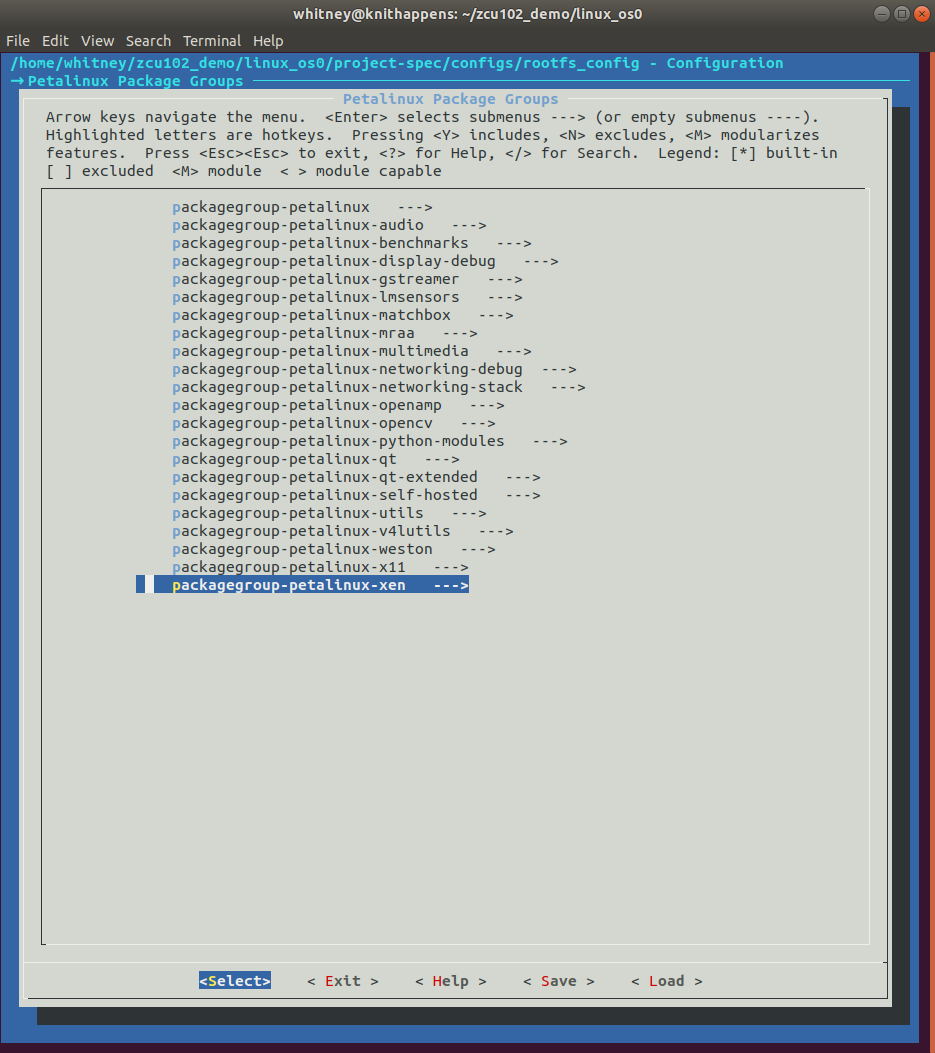 whitney@knithappens: ~/zcu102_demo/linux_os0
File Edit View Search Terminal Help
/home/whitney/zcu102_demo/linux_os0/project-spec/configs/rootfs_config - Configuration
→ Petalinux Package Groups
Petalinux Package Groups
Arrow keys navigate the menu.  <Enter> selects submenus ---> (or empty submenus ----).
Highlighted letters are hotkeys.  Pressing <Y> includes, <N> excludes, <M> modularizes
features.  Press <Esc><Esc> to exit, <?> for Help, </> for Search.  Legend: [*] built-in
[ ] excluded  <M> module  < > module capable
packagegroup-petalinux   --->
packagegroup-petalinux-audio   --->
packagegroup-petalinux-benchmarks   --->
packagegroup-petalinux-display-debug   --->
packagegroup-petalinux-gstreamer   --->
packagegroup-petalinux-lmsensors   --->
packagegroup-petalinux-matchbox   --->
packagegroup-petalinux-mraa   --->
packagegroup-petalinux-multimedia   --->
packagegroup-petalinux-networking-debug  --->
packagegroup-petalinux-networking-stack   --->
packagegroup-petalinux-openamp   --->
packagegroup-petalinux-opencv   --->
packagegroup-petalinux-python-modules   --->
packagegroup-petalinux-qt   --->
packagegroup-petalinux-qt-extended   --->
packagegroup-petalinux-self-hosted   --->
packagegroup-petalinux-utils   --->
packagegroup-petalinux-v4lutils   --->
packagegroup-petalinux-weston   --->
packagegroup-petalinux-x11   --->
packagegroup-petalinux-xen   --->
<Select>    < Exit >    < Help >    < Save >    < Load >